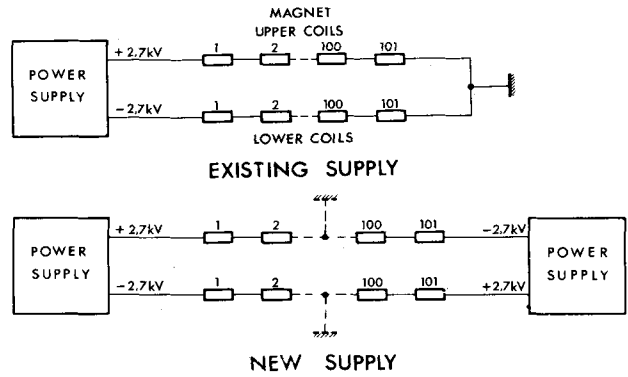 MAGNET
UPPER COILS
+ 2,7kV
1
2
100
101
POWER
SUPPLY
−2,7kV
1
2
100
101
LOWER COILS
EXISTING SUPPLY
+ 2,7kV
1
2
100
101
−2,7kV
POWER
SUPPLY
POWER
SUPPLY
−2,7kV
1
2
100
101
+2,7kV
NEW SUPPLY